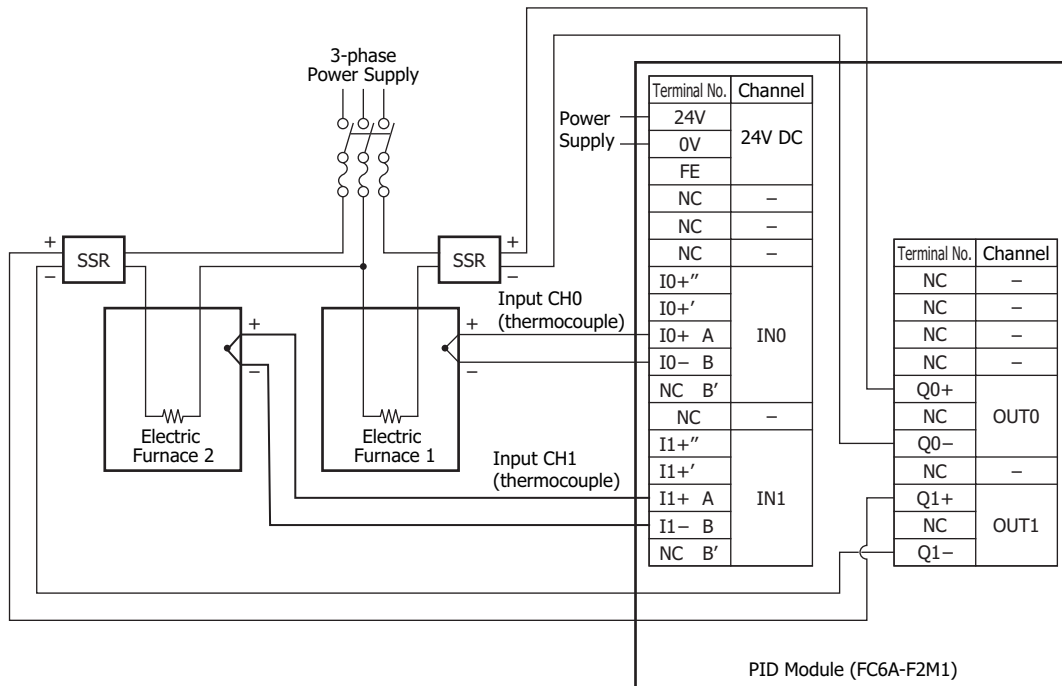 3-phase
Power Supply
Power
Supply
Terminal No. Channel
24V 24V DC
0V
FE
NC –
NC –
NC –
I0+″ IN0
I0+′
I0+ A
I0− B
NC B′
NC –
I1+″ IN1
I1+′
I1+ A
I1− B
NC B′
+
SSR
−
SSR
+
−
Input CH0
(thermocouple)
+
−
+
−
Electric
Furnace 2
Electric
Furnace 1
Input CH1
(thermocouple)
Terminal No. Channel
NC –
NC –
NC –
NC –
Q0+ OUT0
NC
Q0−
NC –
Q1+ OUT1
NC
Q1−
PID Module (FC6A-F2M1)